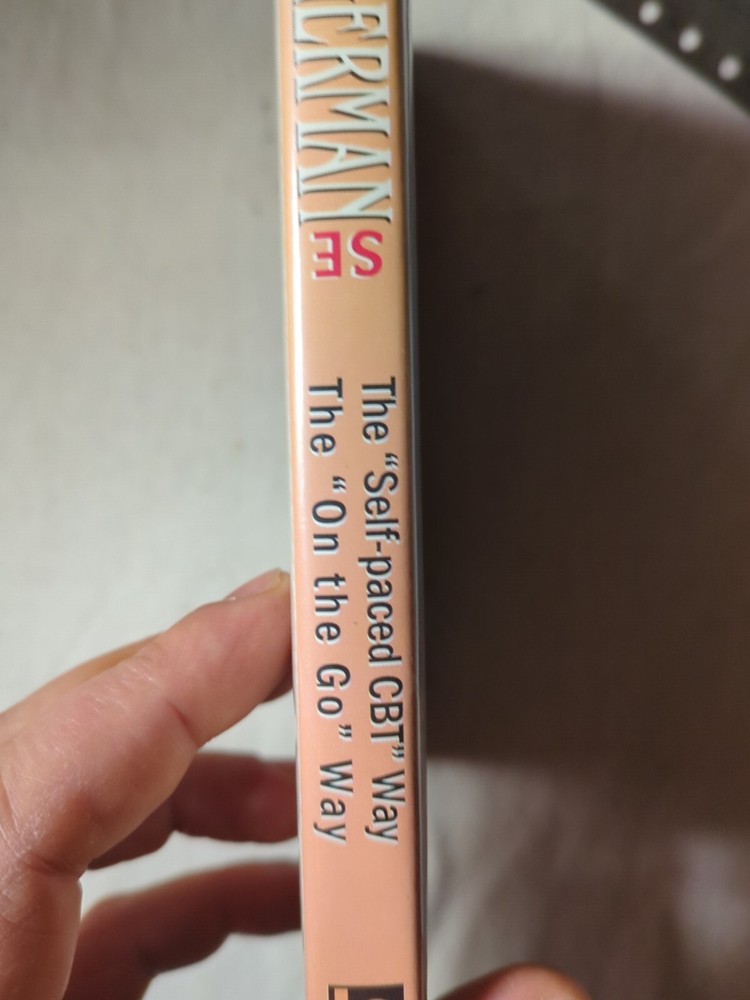 ERMAN
SE
The “Self-paced CBT” Way
The “On the Go” Way